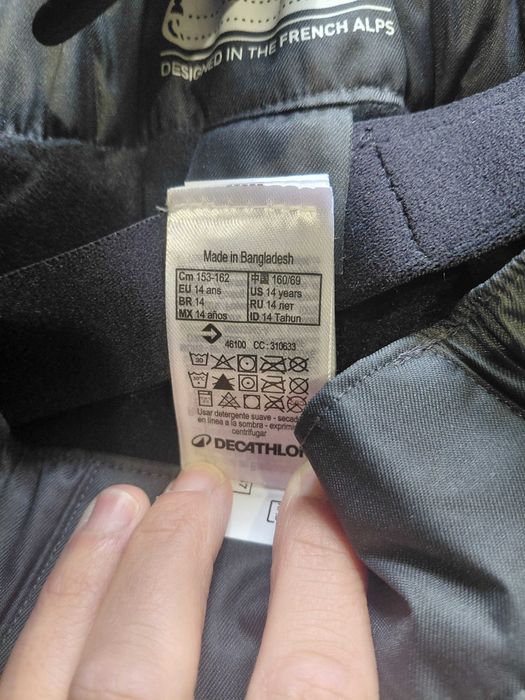 DESIGNED IN THE FRENCH ALPS
Made in Bangladesh
Cm 153-162 中国 160/69
EU 14 ans US 14 years
BR 14 RU 14 лет
MX 14 años ID 14 Tahun
46100 CC: 310633
Usar detergente suave - secado
en línea a la sombra - exprimir
centrifugar
DECATHLON